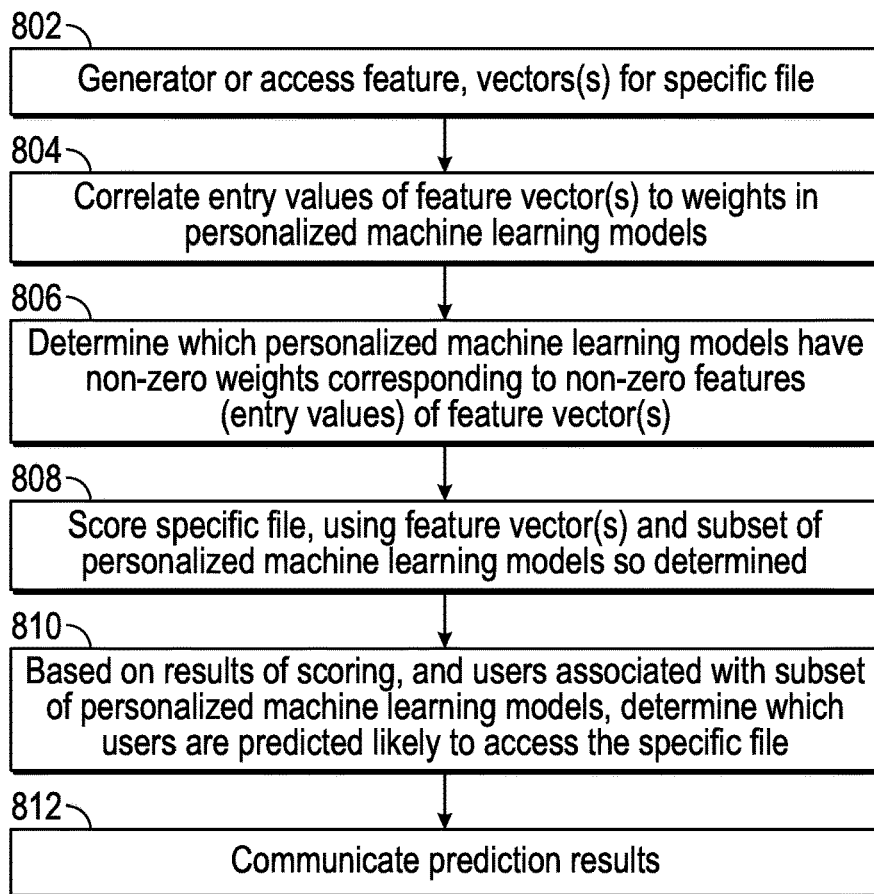 802
Generator or access feature, vectors(s) for specific file
804
Correlate entry values of feature vector(s) to weights in
personalized machine learning models
806
Determine which personalized machine learning models have
non-zero weights corresponding to non-zero features
(entry values) of feature vector(s)
808
Score specific file, using feature vector(s) and subset of
personalized machine learning models so determined
810
Based on results of scoring, and users associated with subset
of personalized machine learning models, determine which
users are predicted likely to access the specific file
812
Communicate prediction results